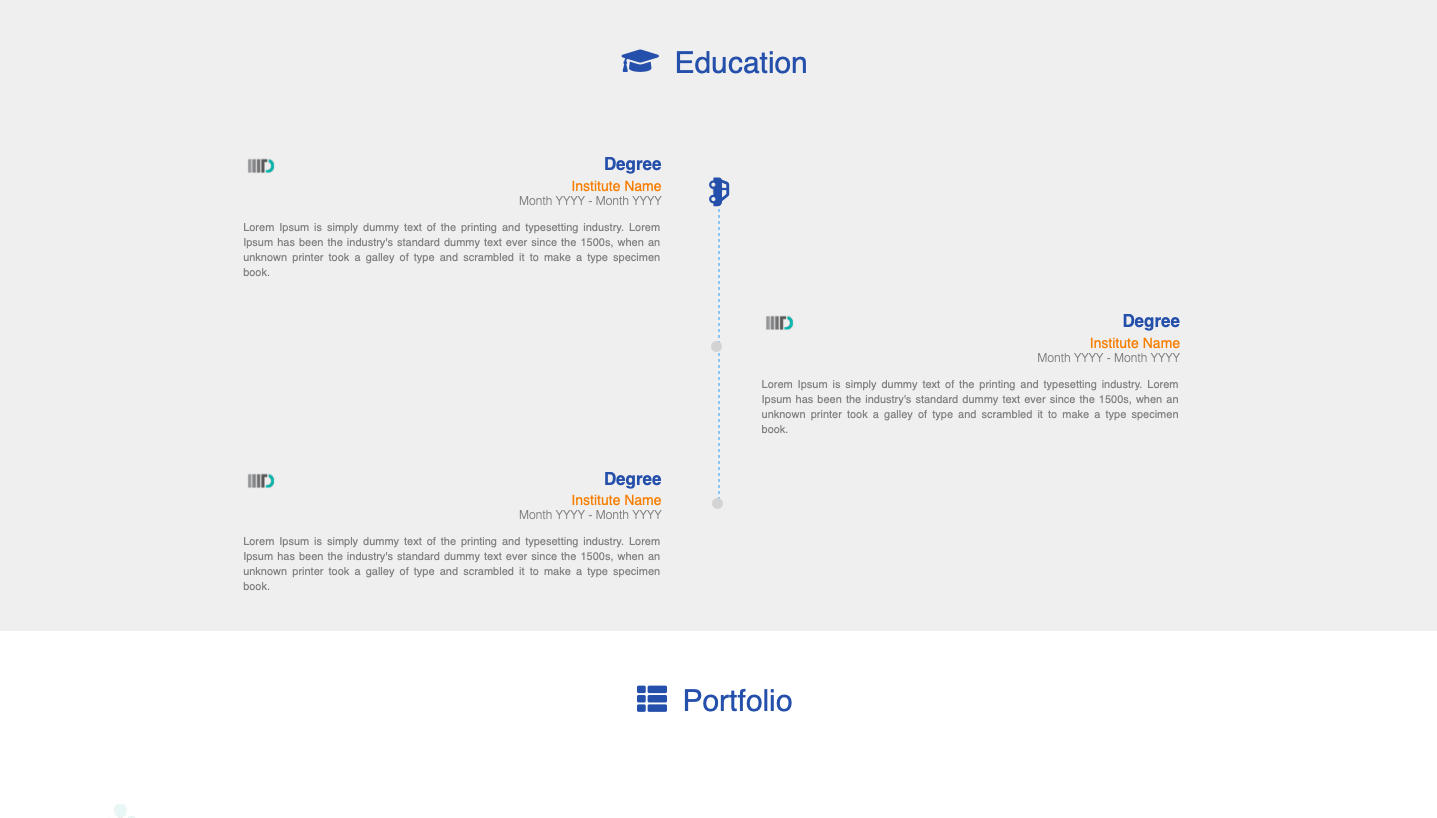 Education
Degree
Institute Name
Month YYYY - Month YYYY
Lorem Ipsum is simply dummy text of the printing and typesetting industry. Lorem
Ipsum has been the industry's standard dummy text ever since the 1500s, when an
unknown printer took a galley of type and scrambled it to make a type specimen
book.
Degree
Institute Name
Month YYYY - Month YYYY
Lorem Ipsum is simply dummy text of the printing and typesetting industry. Lorem
Ipsum has been the industry's standard dummy text ever since the 1500s, when an
unknown printer took a galley of type and scrambled it to make a type specimen
book.
Degree
Institute Name
Month YYYY - Month YYYY
Lorem Ipsum is simply dummy text of the printing and typesetting industry. Lorem
Ipsum has been the industry's standard dummy text ever since the 1500s, when an
unknown printer took a galley of type and scrambled it to make a type specimen
book.
Portfolio